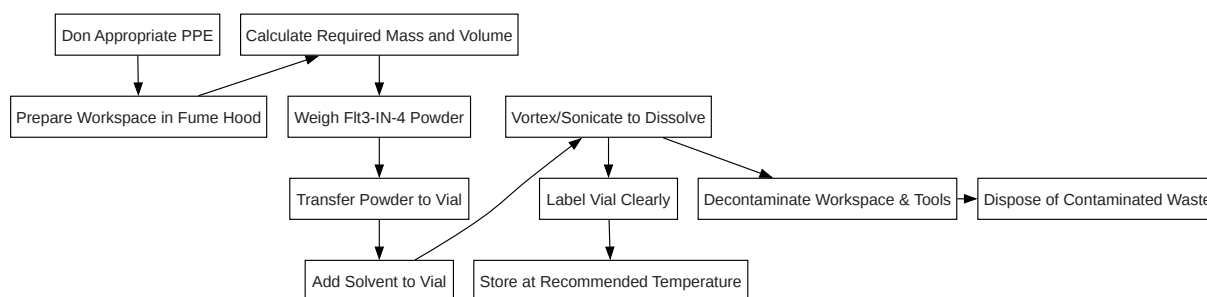 Don Appropriate PPE
Calculate Required Mass and Volume
Prepare Workspace in Fume Hood
Weigh Flt3-IN-4 Powder
Vortex/Sonicate to Dissolve
Transfer Powder to Vial
Label Vial Clearly
Decontaminate Workspace & Tools
Dispose of Contaminated Waste
Add Solvent to Vial
Store at Recommended Temperature